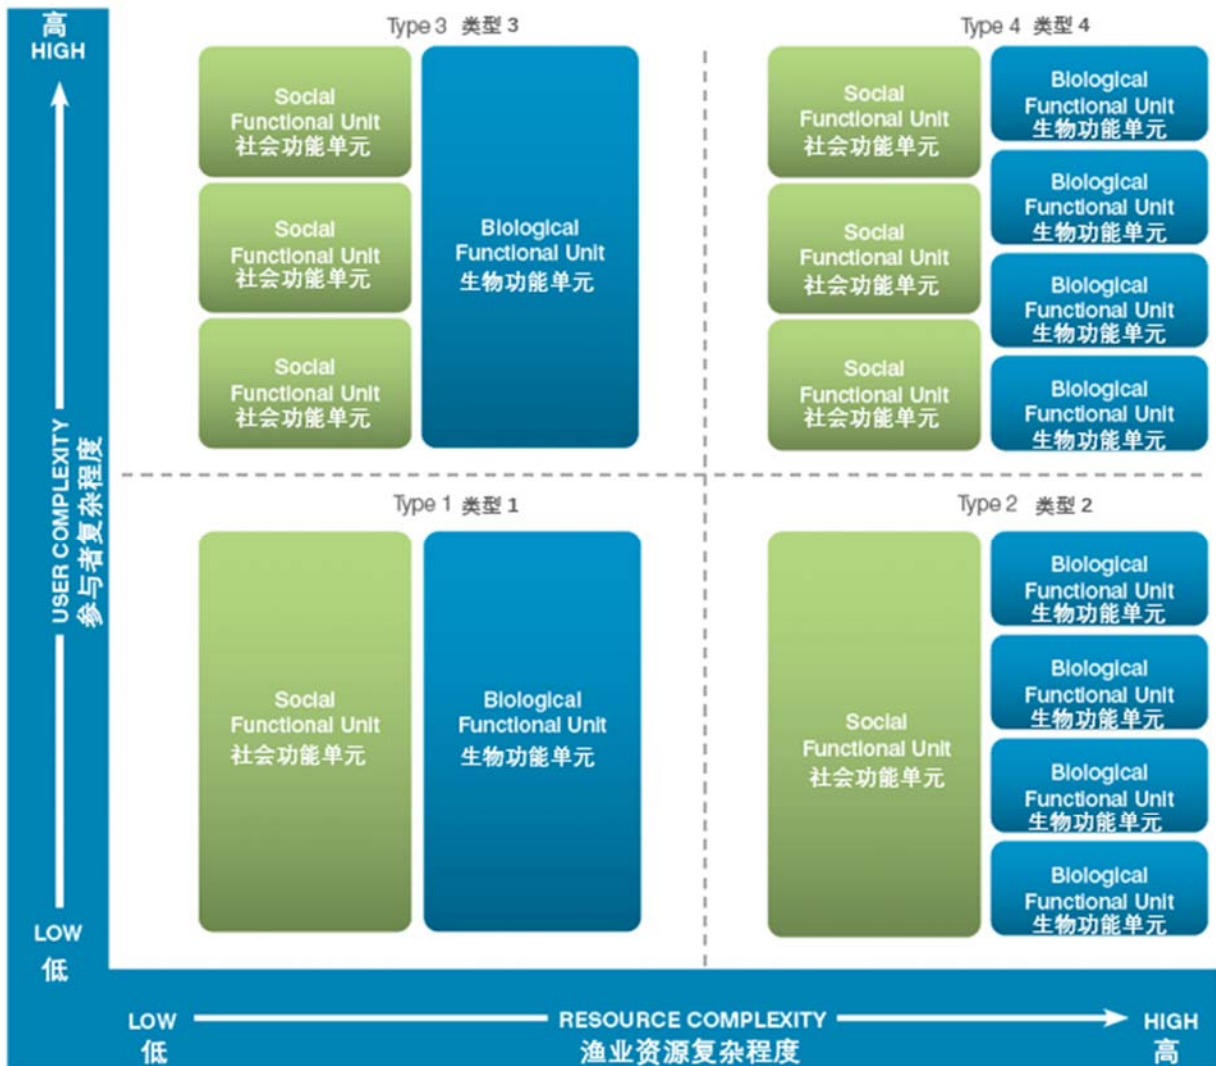 高
HIGH
USER COMPLEXITY
参与者复杂程度
LOW
低
Type 3 类型 3
Social
Functional Unit
社会功能单元
Social
Functional Unit
社会功能单元
Social
Functional Unit
社会功能单元
Biological
Functional Unit
生物功能单元
Type 4 类型 4
Social
Functional Unit
社会功能单元
Social
Functional Unit
社会功能单元
Social
Functional Unit
社会功能单元
Biological
Functional Unit
生物功能单元
Biological
Functional Unit
生物功能单元
Biological
Functional Unit
生物功能单元
Biological
Functional Unit
生物功能单元
Type 1 类型 1
Social
Functional Unit
社会功能单元
Biological
Functional Unit
生物功能单元
Type 2 类型 2
Social
Functional Unit
社会功能单元
Biological
Functional Unit
生物功能单元
Biological
Functional Unit
生物功能单元
Biological
Functional Unit
生物功能单元
Biological
Functional Unit
生物功能单元
LOW
低
RESOURCE COMPLEXITY
渔业资源复杂程度
HIGH
高